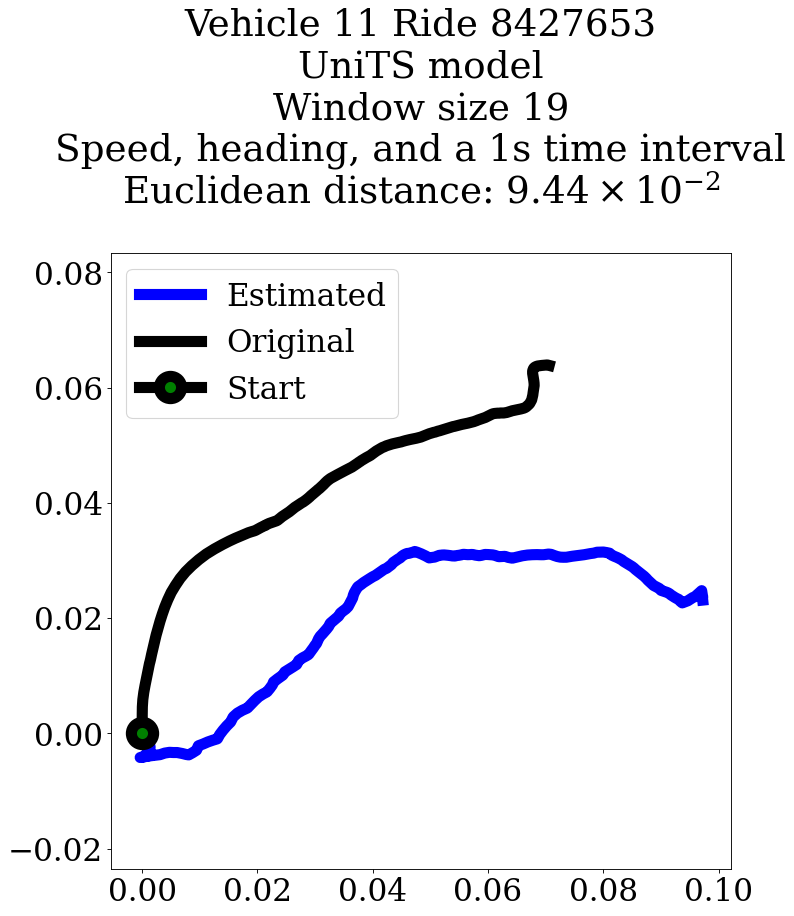 Vehicle 11 Ride 8427653
UniTS model
Window size 19
Speed, heading, and a 1s time interval
Euclidean distance: 9.44 × 10⁻²
0.08
0.06
0.04
0.02
0.00
−0.02
Estimated
Original
Start
0.00 0.02 0.04 0.06 0.08 0.10